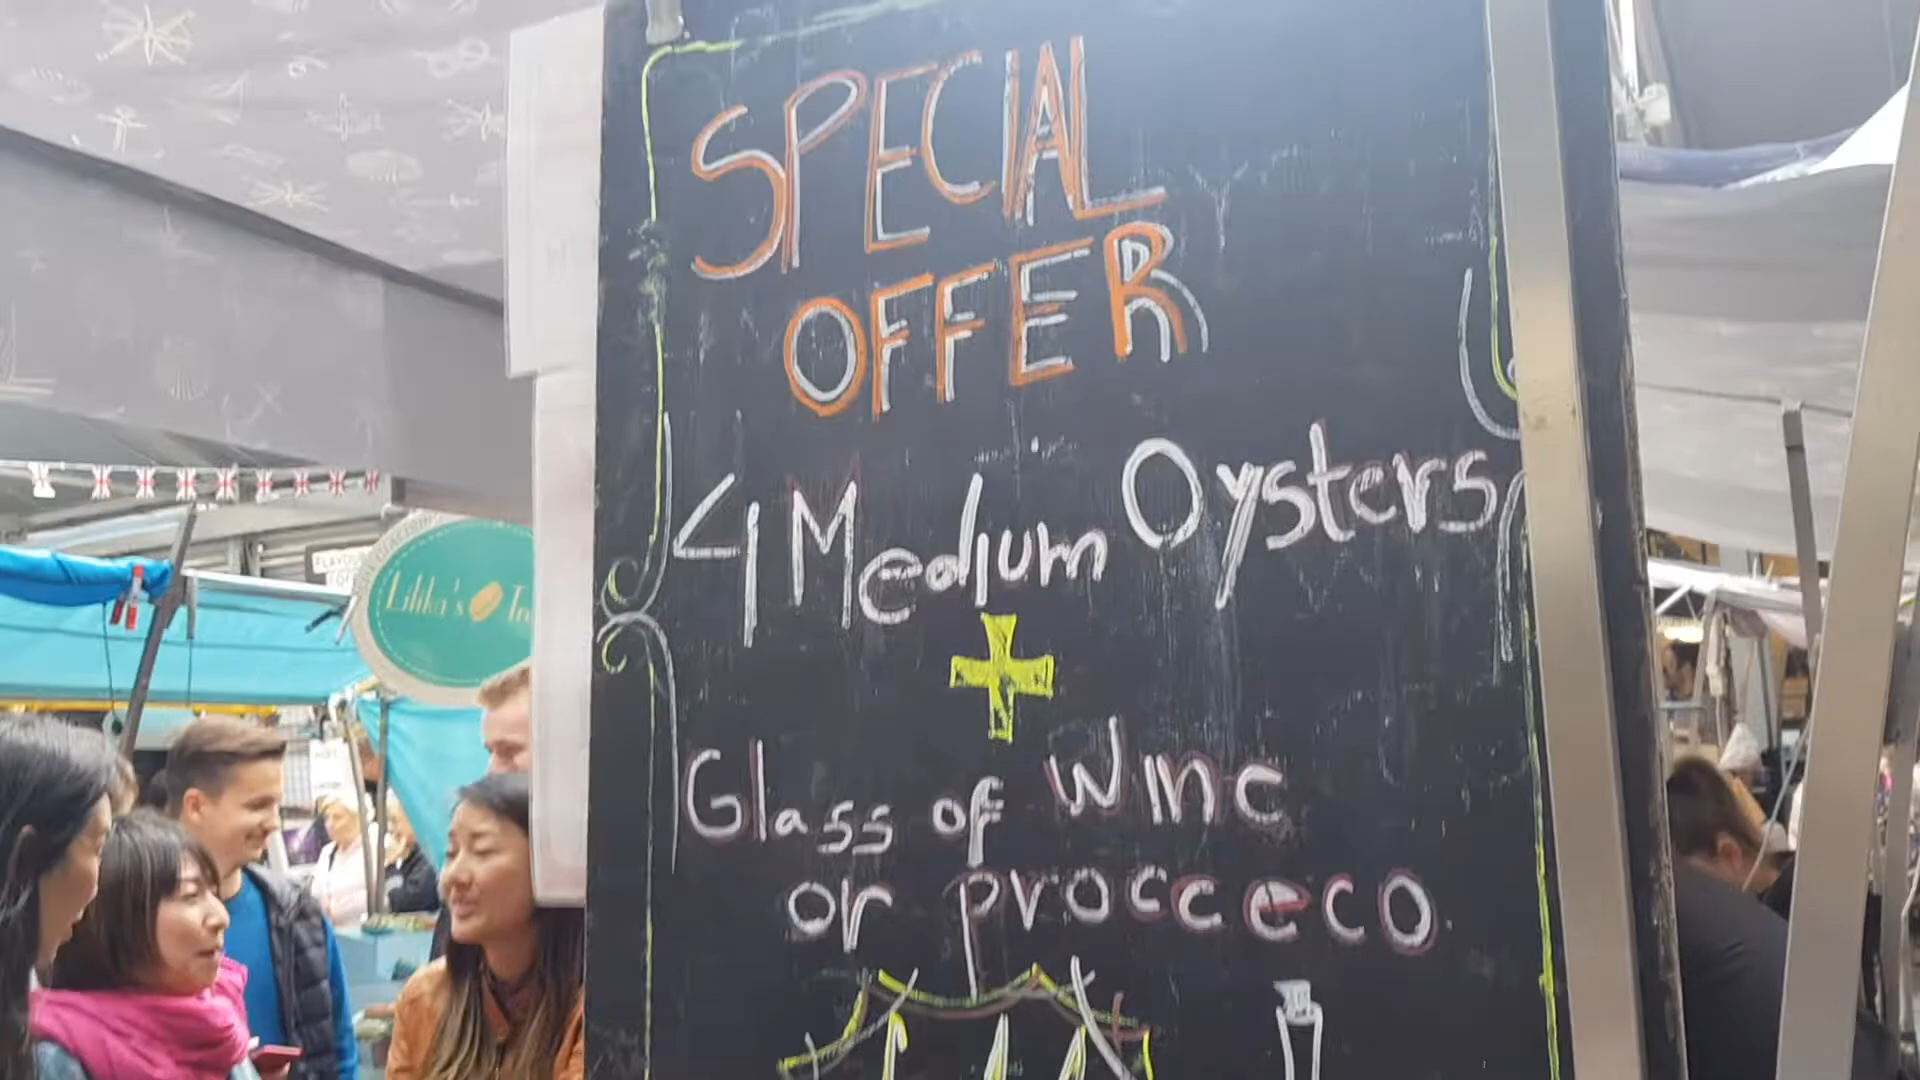 SPECIAL
OFFER
4 Medium Oysters
+
Glass of Wine
or procceco
Lilika's